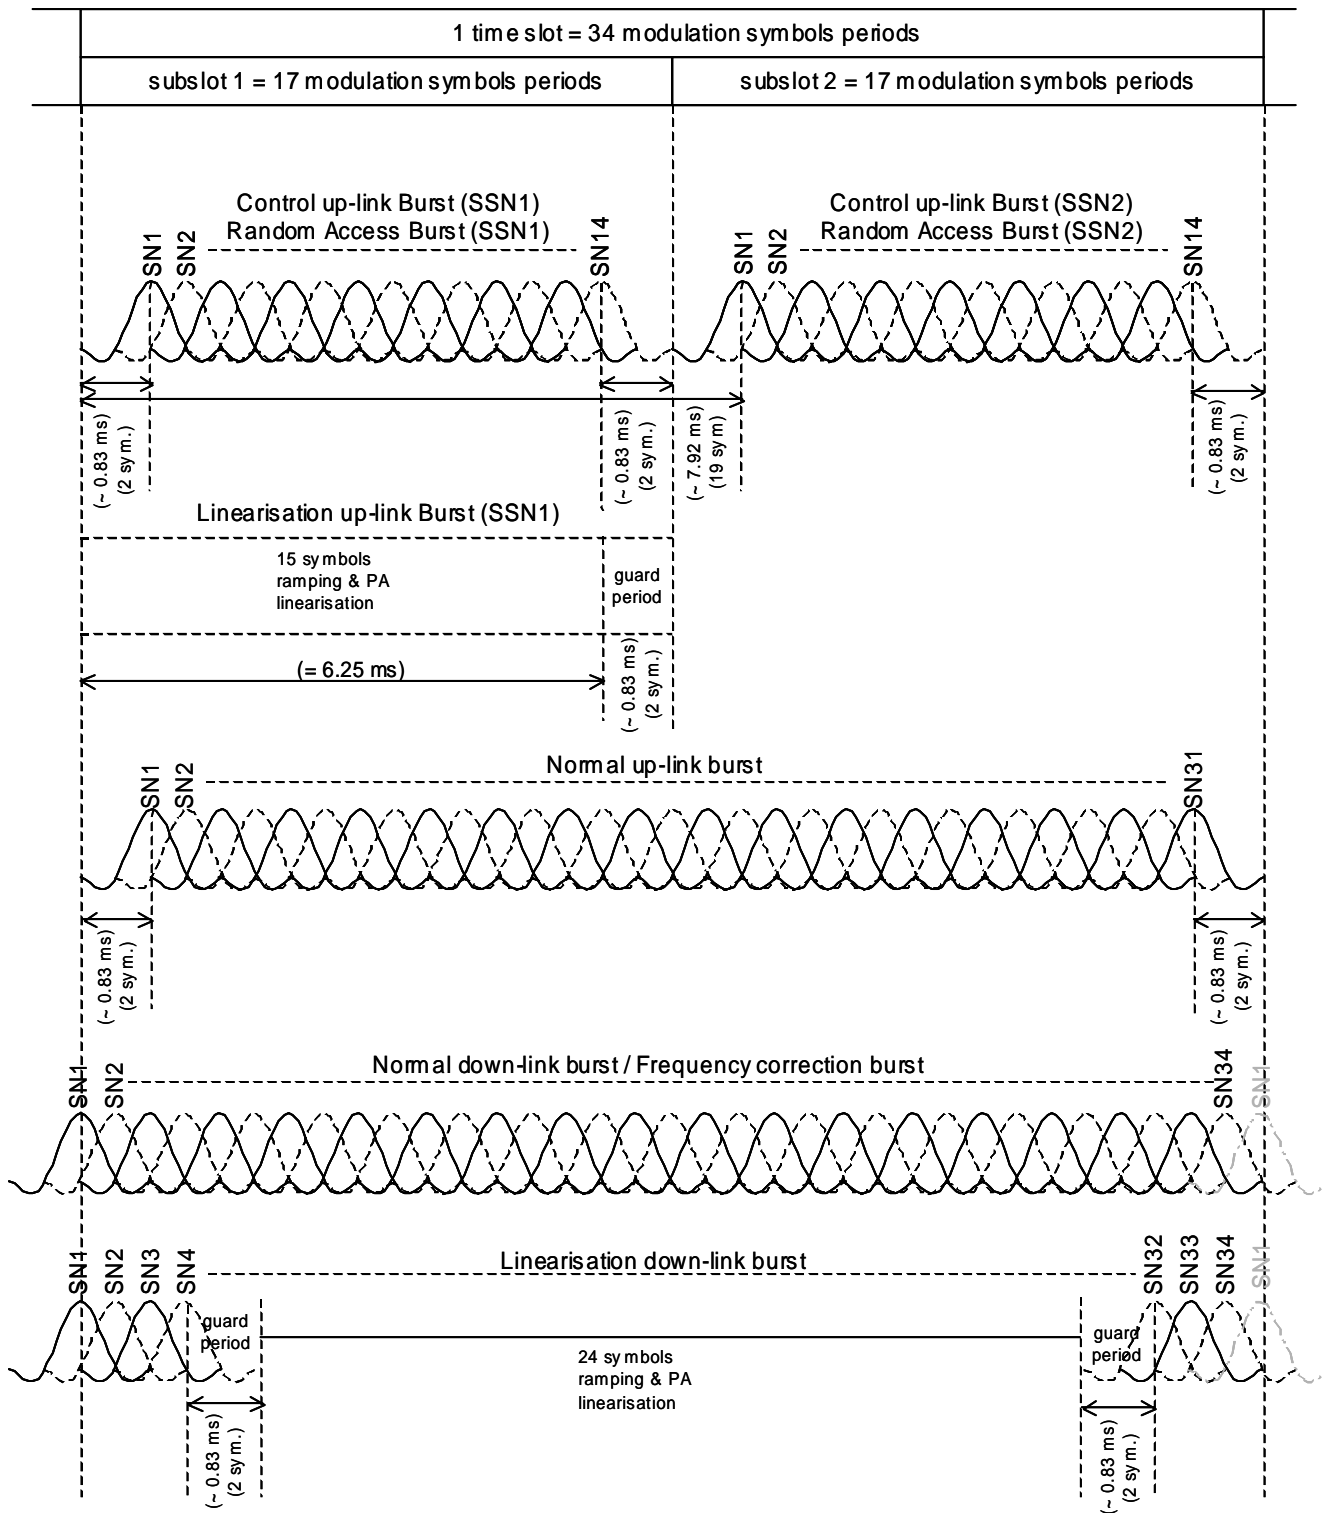 1 time slot = 34 modulation symbols periods
subslot 1 = 17 modulation symbols periods
subslot 2 = 17 modulation symbols periods
Control up-link Burst (SSN1)
Random Access Burst (SSN1)
SN1
SN2
SN14
Control up-link Burst (SSN2)
Random Access Burst (SSN2)
SN1
SN2
SN14
(~ 0.83 ms)
(2 sym.)
(~ 0.83 ms)
(2 sym.)
(~ 7.92 ms)
(19 sym)
(~ 0.83 ms)
(2 sym.)
Linearisation up-link Burst (SSN1)
15 symbols
ramping & PA
linearisation
guard
period
(= 6.25 ms)
(~ 0.83 ms)
(2 sym.)
Normal up-link burst
SN1
SN2
SN31
(~ 0.83 ms)
(2 sym.)
(~ 0.83 ms)
(2 sym.)
Normal down-link burst / Frequency correction burst
SN1
SN2
SN34
SN1
Linearisation down-link burst
SN1
SN2
SN3
SN4
SN32
SN33
SN34
SN1
guard
period
24 symbols
ramping & PA
linearisation
guard
period
(~ 0.83 ms)
(2 sym.)
(~ 0.83 ms)
(2 sym.)